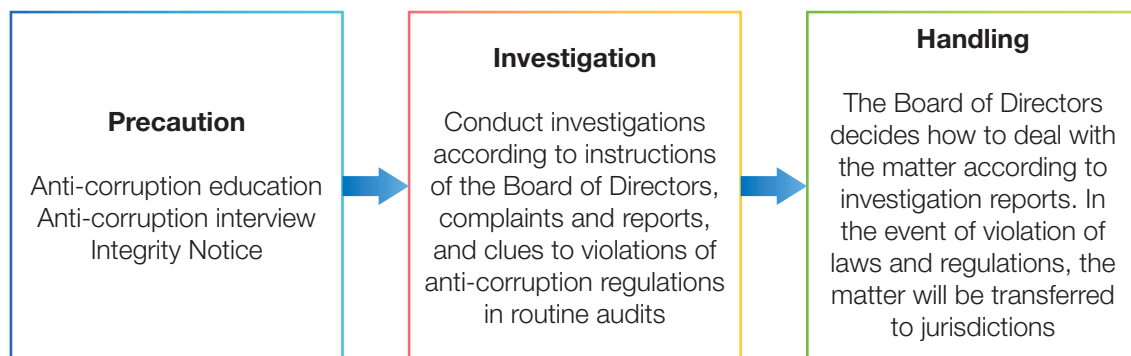 Precaution
Anti-corruption education
Anti-corruption interview
Integrity Notice
Investigation
Conduct investigations
according to instructions
of the Board of Directors,
complaints and reports,
and clues to violations of
anti-corruption regulations
in routine audits
Handling
The Board of Directors
decides how to deal with
the matter according to
investigation reports. In
the event of violation of
laws and regulations, the
matter will be transferred
to jurisdictions